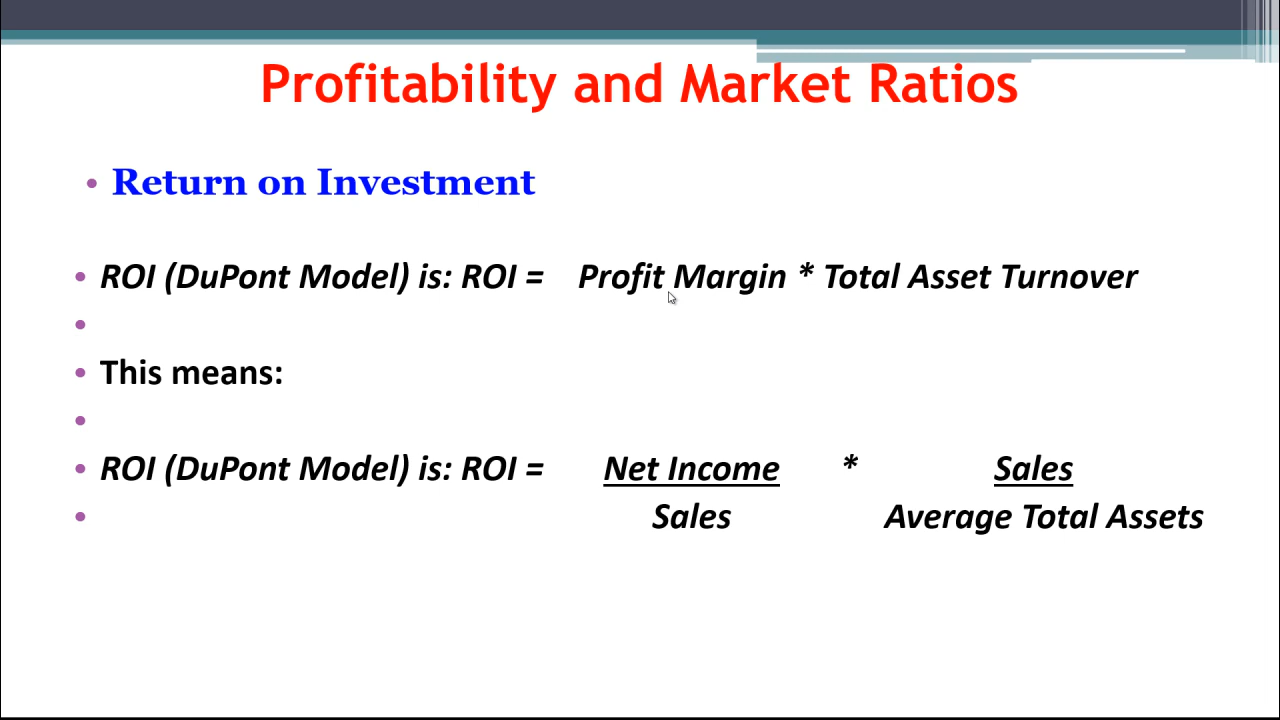 Profitability and Market Ratios
• Return on Investment
• ROI (DuPont Model) is: ROI = Profit Margin * Total Asset Turnover
•
• This means:
•
• ROI (DuPont Model) is: ROI = Net Income * Sales
• Sales Average Total Assets